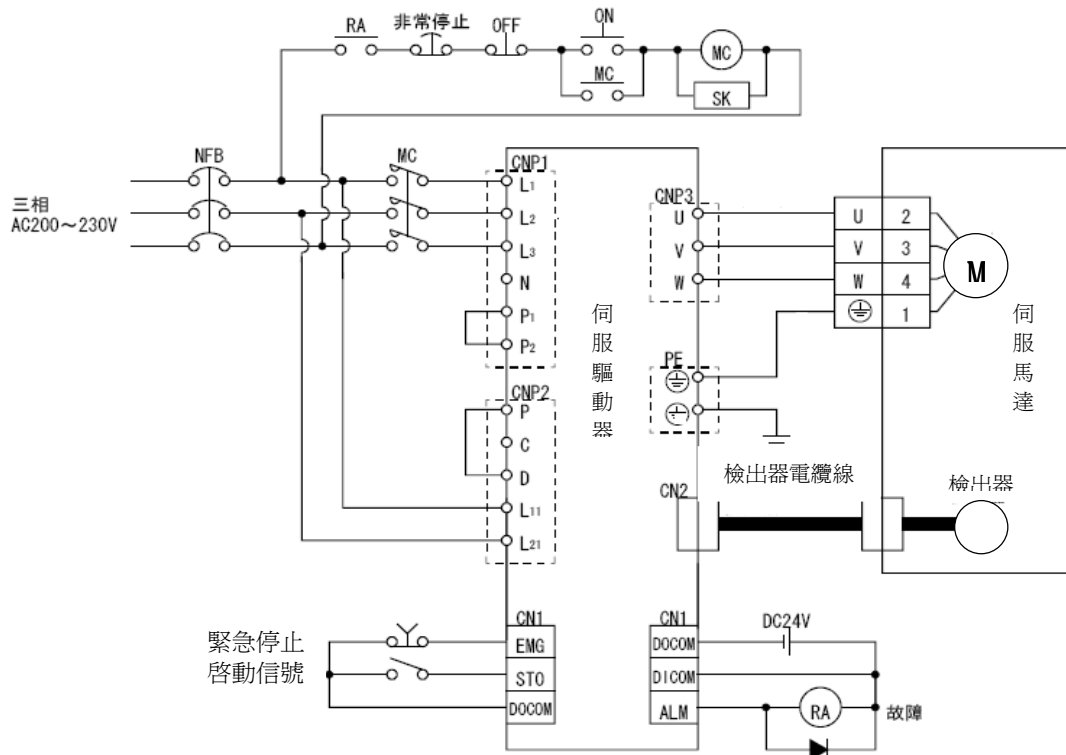 RA 非常停止 OFF ON
MC
MC
SK
NFB
MC
三相
AC200～230V
CNP1
L1
L2
L3
N
P1
P2
CNP2
P
C
D
L11
L21
伺服驅動器
CNP3
U
V
W
PE
U 2
V 3
W 4
1
M
伺服馬達
CN2
檢出器電纜線
檢出器
緊急停止
啓動信號
CN1
EMG
STO
DOCOM
CN1
DOCOM
DICOM
ALM
DC24V
RA
故障